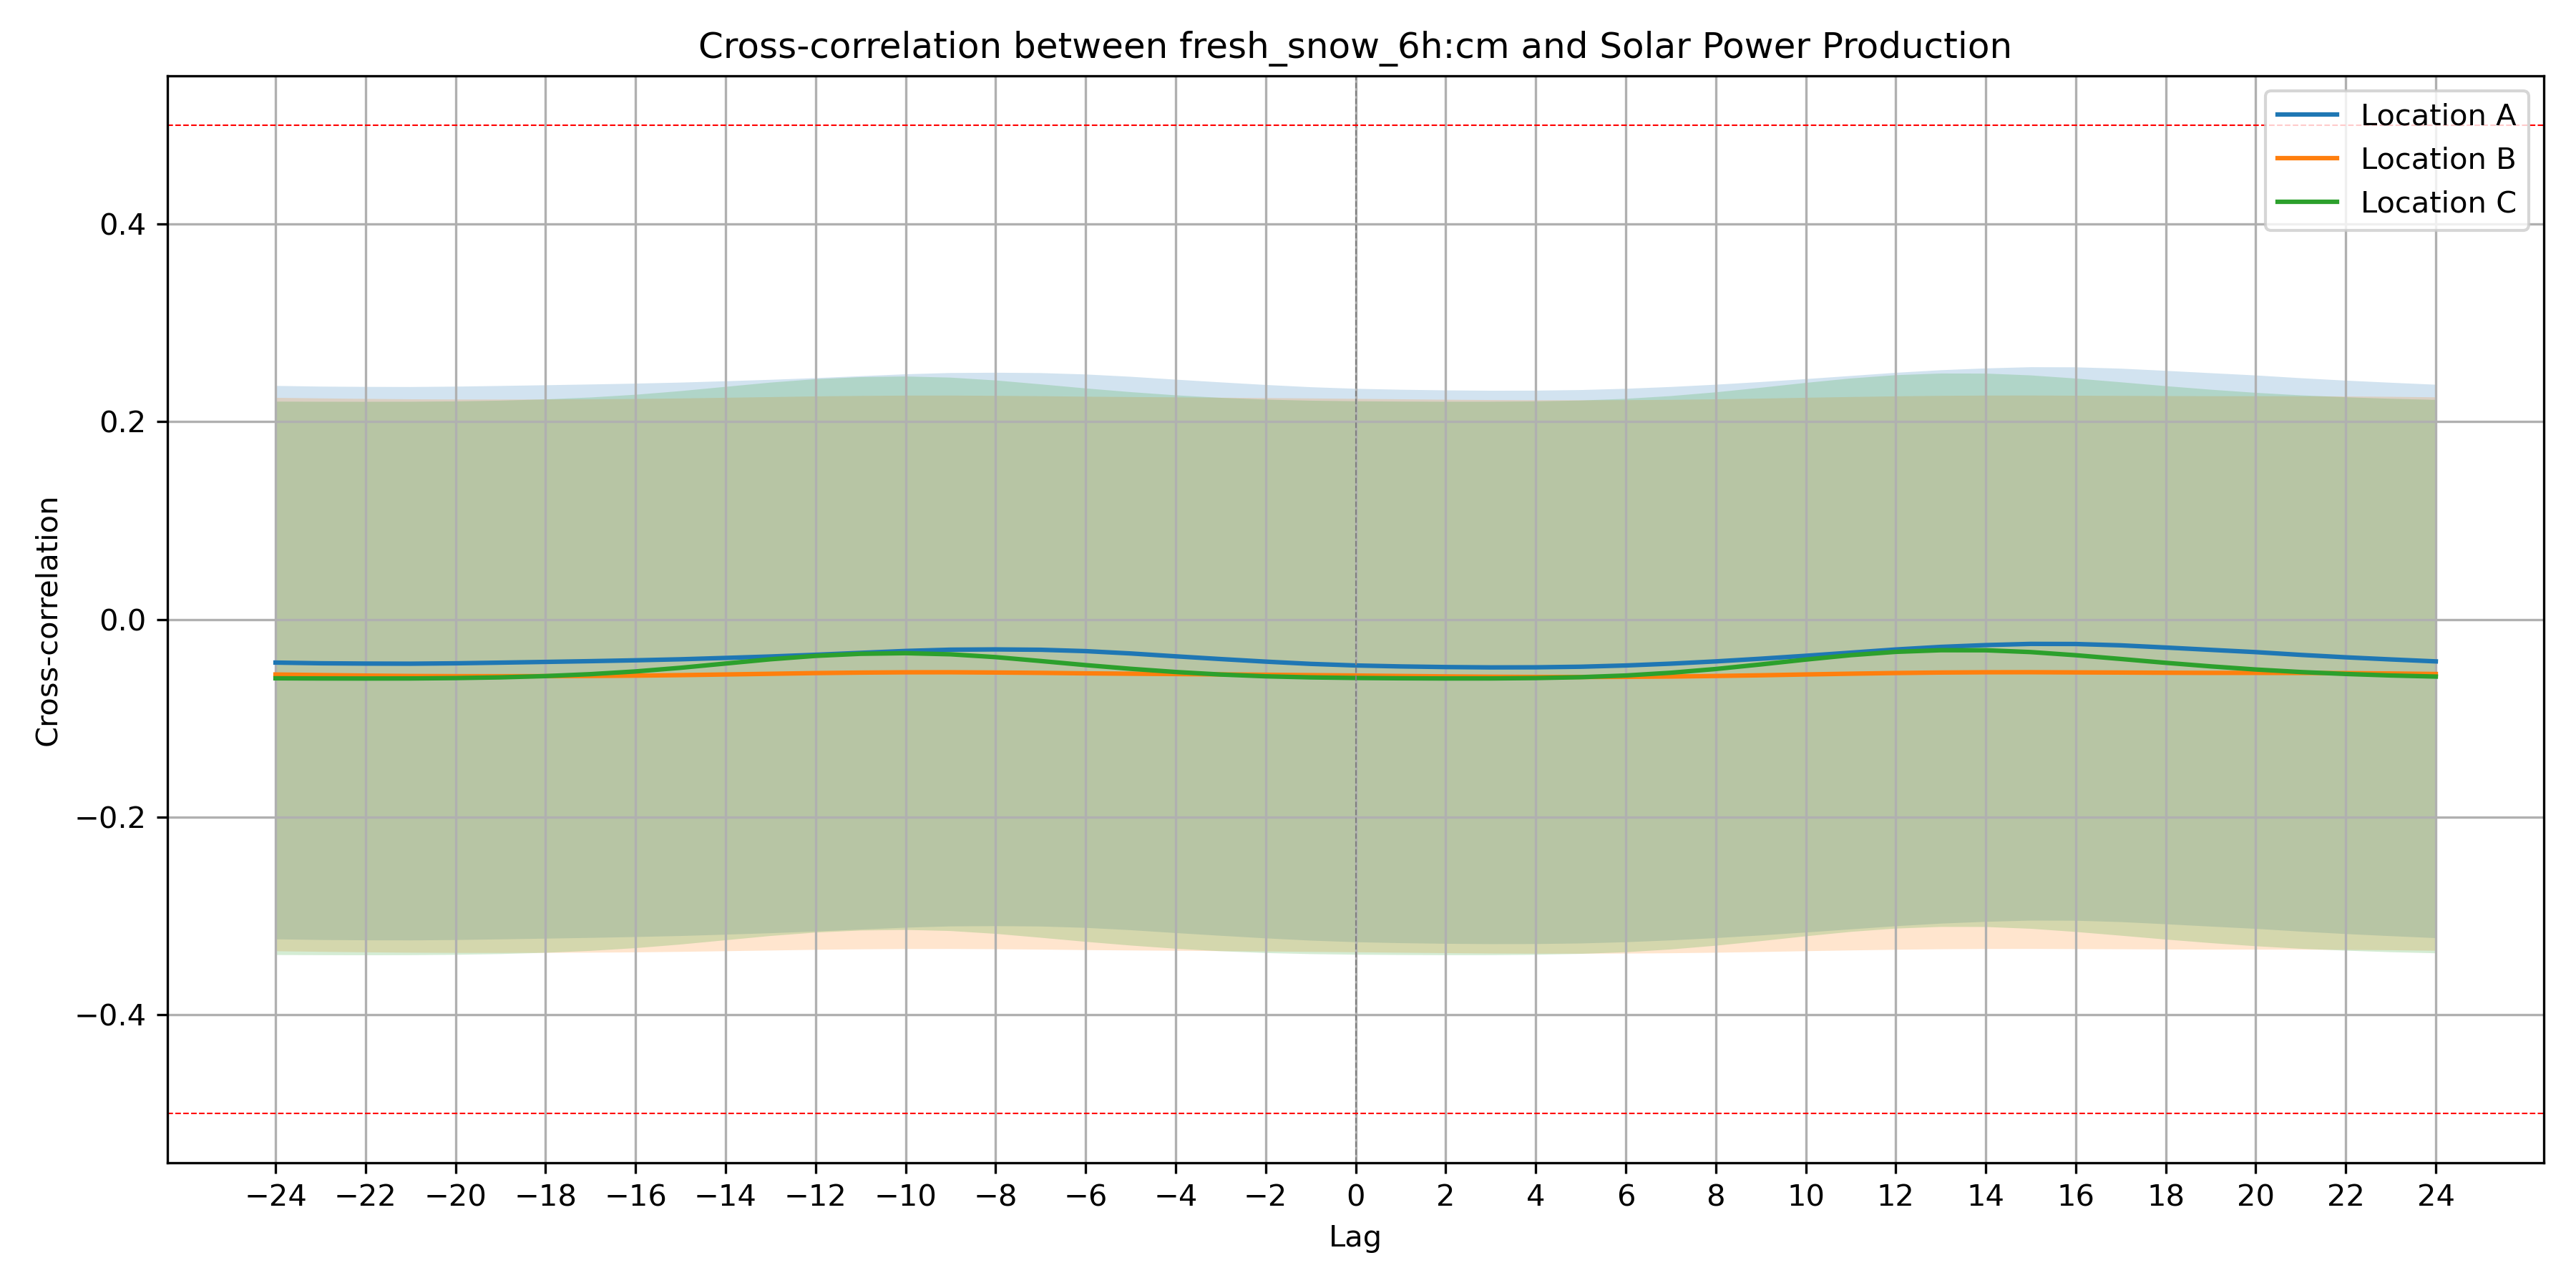 Cross-correlation between fresh_snow_6h:cm and Solar Power Production
Location A
Location B
Location C
Cross-correlation
0.4
0.2
0.0
−0.2
−0.4
−24 −22 −20 −18 −16 −14 −12 −10 −8 −6 −4 −2 0 2 4 6 8 10 12 14 16 18 20 22 24
Lag